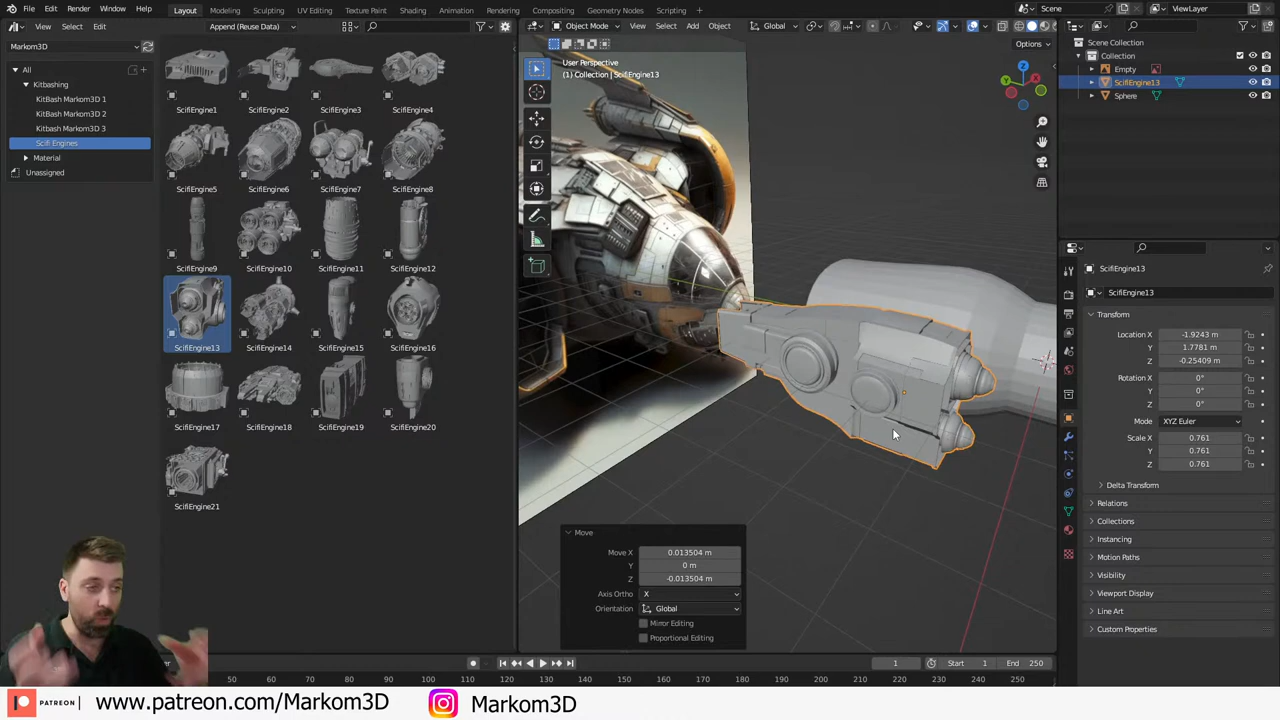 File Edit Render Window Help Layout Modeling Sculpting UV Editing Texture Paint Shading Animation Rendering Compositing Geometry Nodes Scripting Scene ViewLayer
View Select Edit Append (Reuse Data) Object Mode View Select Add Object Global Options
Markom3D
All
Kitbashing
KitBash Markom3D 1
KitBash Markom3D 2
Kitbash Markom3D 3
Scifi Engines
Material
Unassigned
ScifiEngine1 ScifiEngine2 ScifiEngine3 ScifiEngine4
ScifiEngine5 ScifiEngine6 ScifiEngine7 ScifiEngine8
ScifiEngine9 ScifiEngine10 ScifiEngine11 ScifiEngine12
ScifiEngine13 ScifiEngine14 ScifiEngine15 ScifiEngine16
ScifiEngine17 ScifiEngine18 ScifiEngine19 ScifiEngine20
ScifiEngine21
User Perspective
(1) Collection | ScifiEngine13
Z
X
Y
Move
Move X 0.013504 m
Y 0 m
Z -0.013504 m
Axis Ortho X
Orientation Global
Mirror Editing
Proportional Editing
Scene Collection
Collection
Empty
ScifiEngine13
Sphere
ScifiEngine13
ScifiEngine13
Transform
Location X -1.9243 m
Y 1.7781 m
Z -0.25409 m
Rotation X 0°
Y 0°
Z 0°
Mode XYZ Euler
Scale X 0.761
Y 0.761
Z 0.761
Delta Transform
Relations
Collections
Instancing
Motion Paths
Visibility
Viewport Display
Line Art
Custom Properties
1 Start 1 End 250
50 60 70 80 90 100 110 120 130 140 150 160 170 180 190 200 210 220 230 240 250
PATREON www.patreon.com/Markom3D Markom3D